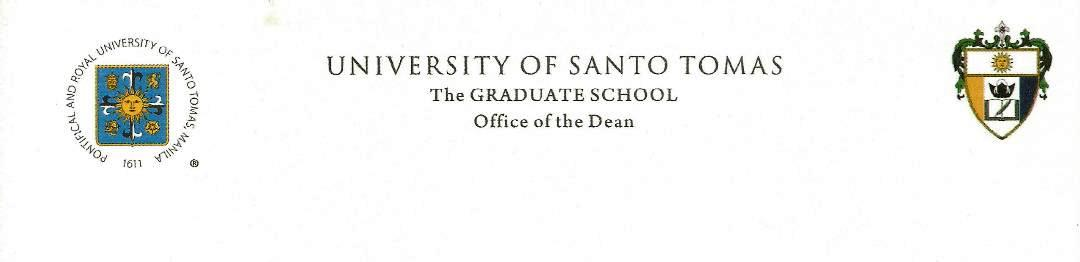 PONTIFICAL AND ROYAL UNIVERSITY OF SANTO TOMAS, MANILA
1611
®
UNIVERSITY OF SANTO TOMAS
The GRADUATE SCHOOL
Office of the Dean